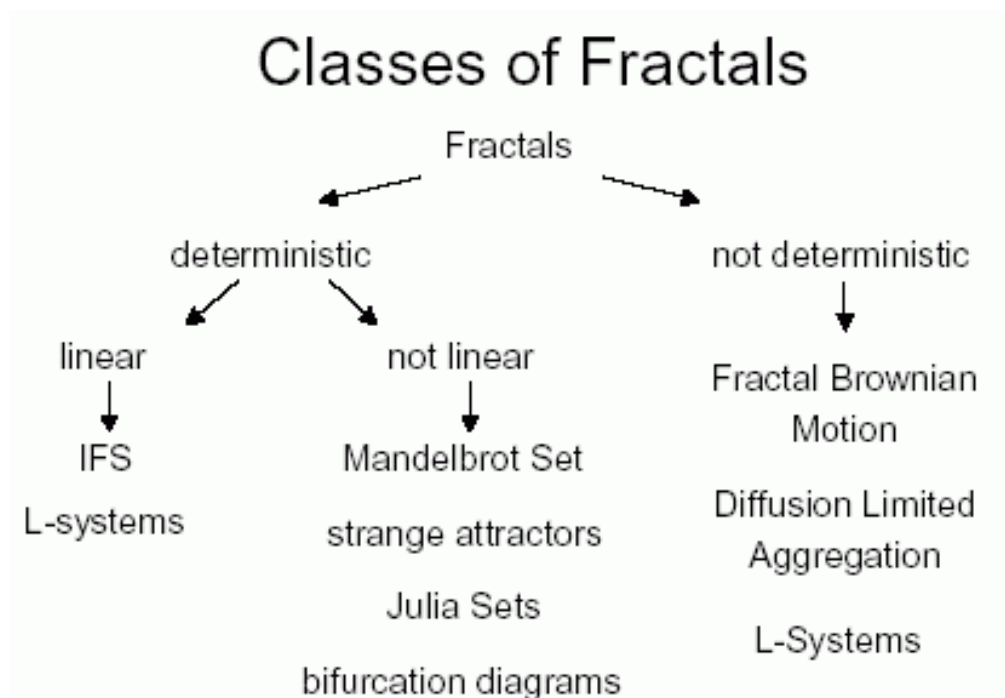 Classes of Fractals
Fractals
deterministic
not deterministic
linear
not linear
IFS
L-systems
Mandelbrot Set
strange attractors
Julia Sets
bifurcation diagrams
Fractal Brownian
Motion
Diffusion Limited
Aggregation
L-Systems